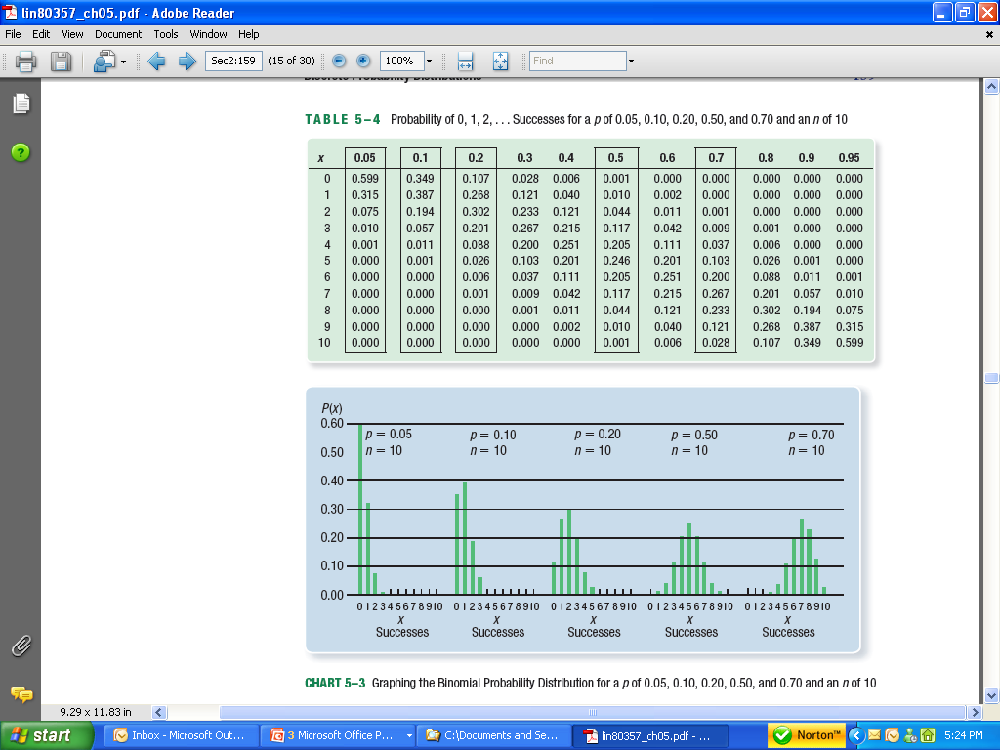 lin80357_ch05.pdf - Adobe Reader
File Edit View Document Tools Window Help
Sec2:159 (15 of 30) 100% Find
Discrete Probability Distributions 159
TABLE 5–4 Probability of 0, 1, 2, . . . Successes for a p of 0.05, 0.10, 0.20, 0.50, and 0.70 and an n of 10
x 0.05 0.1 0.2 0.3 0.4 0.5 0.6 0.7 0.8 0.9 0.95
0 0.599 0.349 0.107 0.028 0.006 0.001 0.000 0.000 0.000 0.000 0.000
1 0.315 0.387 0.268 0.121 0.040 0.010 0.002 0.000 0.000 0.000 0.000
2 0.075 0.194 0.302 0.233 0.121 0.044 0.011 0.001 0.000 0.000 0.000
3 0.010 0.057 0.201 0.267 0.215 0.117 0.042 0.009 0.001 0.000 0.000
4 0.001 0.011 0.088 0.200 0.251 0.205 0.111 0.037 0.006 0.000 0.000
5 0.000 0.001 0.026 0.103 0.201 0.246 0.201 0.103 0.026 0.001 0.000
6 0.000 0.000 0.006 0.037 0.111 0.205 0.251 0.200 0.088 0.011 0.001
7 0.000 0.000 0.001 0.009 0.042 0.117 0.215 0.267 0.201 0.057 0.010
8 0.000 0.000 0.000 0.001 0.011 0.044 0.121 0.233 0.302 0.194 0.075
9 0.000 0.000 0.000 0.000 0.002 0.010 0.040 0.121 0.268 0.387 0.315
10 0.000 0.000 0.000 0.000 0.000 0.001 0.006 0.028 0.107 0.349 0.599
P(x)
0.60
p = 0.05 p = 0.10 p = 0.20 p = 0.50 p = 0.70
0.50 n = 10 n = 10 n = 10 n = 10 n = 10
0.40
0.30
0.20
0.10
0.00
0 1 2 3 4 5 6 7 8 9 10 0 1 2 3 4 5 6 7 8 9 10 0 1 2 3 4 5 6 7 8 9 10 0 1 2 3 4 5 6 7 8 9 10 0 1 2 3 4 5 6 7 8 9 10
x x x x x
Successes Successes Successes Successes Successes
CHART 5–3 Graphing the Binomial Probability Distribution for a p of 0.05, 0.10, 0.20, 0.50, and 0.70 and an n of 10
9.29 x 11.83 in
start Inbox - Microsoft Out... 3 Microsoft Office P... C:\Documents and Se... lin80357_ch05.pdf - ... Norton™ 5:24 PM